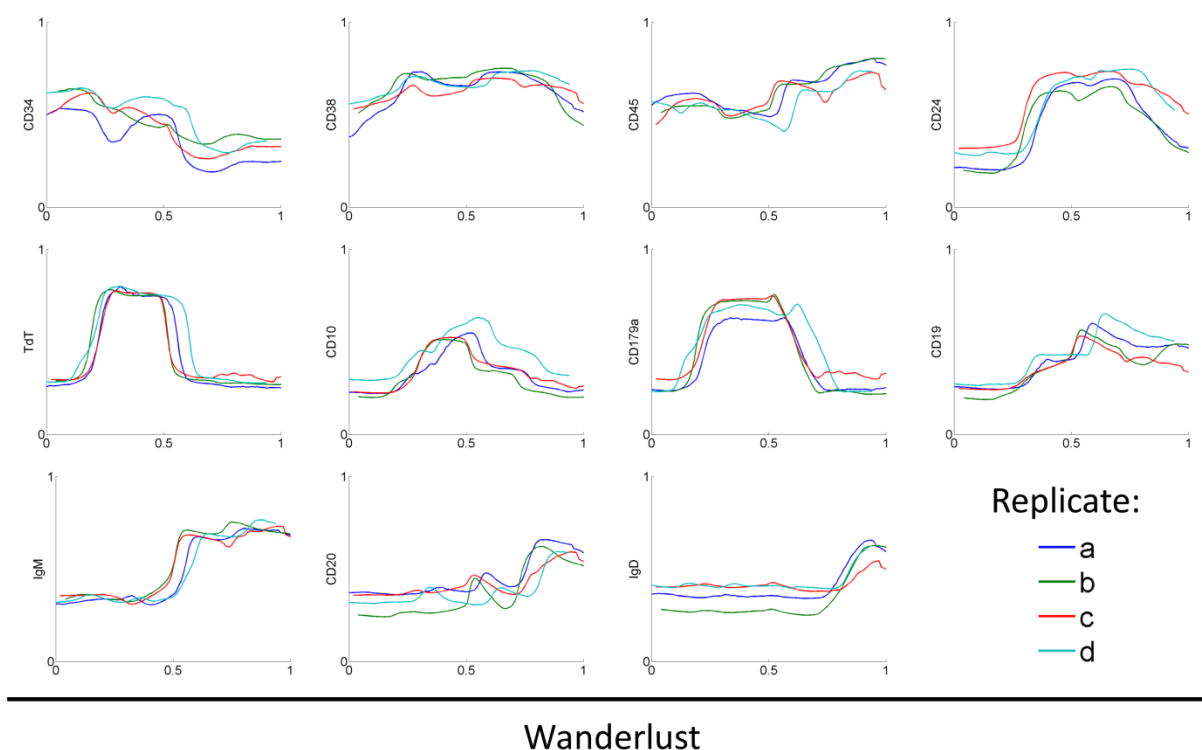 1 1 1 1
CD34 CD38 CD45 CD24
0 0 0 0
0 0.5 1 0 0.5 1 0 0.5 1 0 0.5 1
1 1 1 1
TdT CD10 CD179a CD19
0 0 0 0
0 0.5 1 0 0.5 1 0 0.5 1 0 0.5 1
1 1 1
IgM CD20 IgD
0 0 0
0 0.5 1 0 0.5 1 0 0.5 1
Replicate:
a
b
c
d
Wanderlust